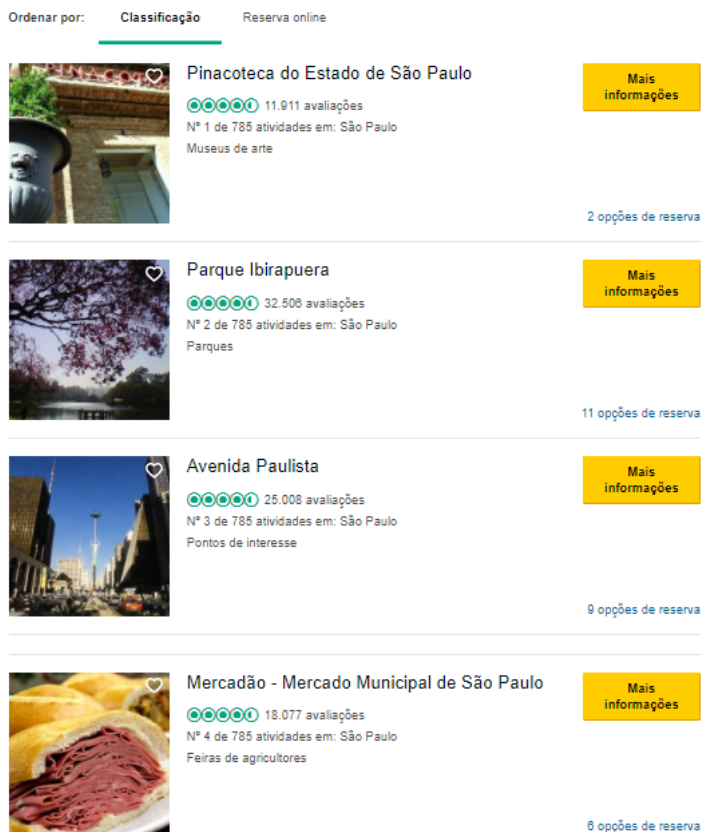 Ordenar por: Classificação Reserva online
PINACOTECA
Pinacoteca do Estado de São Paulo
11.911 avaliações
N° 1 de 785 atividades em: São Paulo
Museus de arte
Mais
informações
2 opções de reserva
Parque Ibirapuera
32.506 avaliações
N° 2 de 785 atividades em: São Paulo
Parques
Mais
informações
11 opções de reserva
Avenida Paulista
25.008 avaliações
N° 3 de 785 atividades em: São Paulo
Pontos de interesse
Mais
informações
9 opções de reserva
Mercadão - Mercado Municipal de São Paulo
18.077 avaliações
N° 4 de 785 atividades em: São Paulo
Feiras de agricultores
Mais
informações
6 opções de reserva